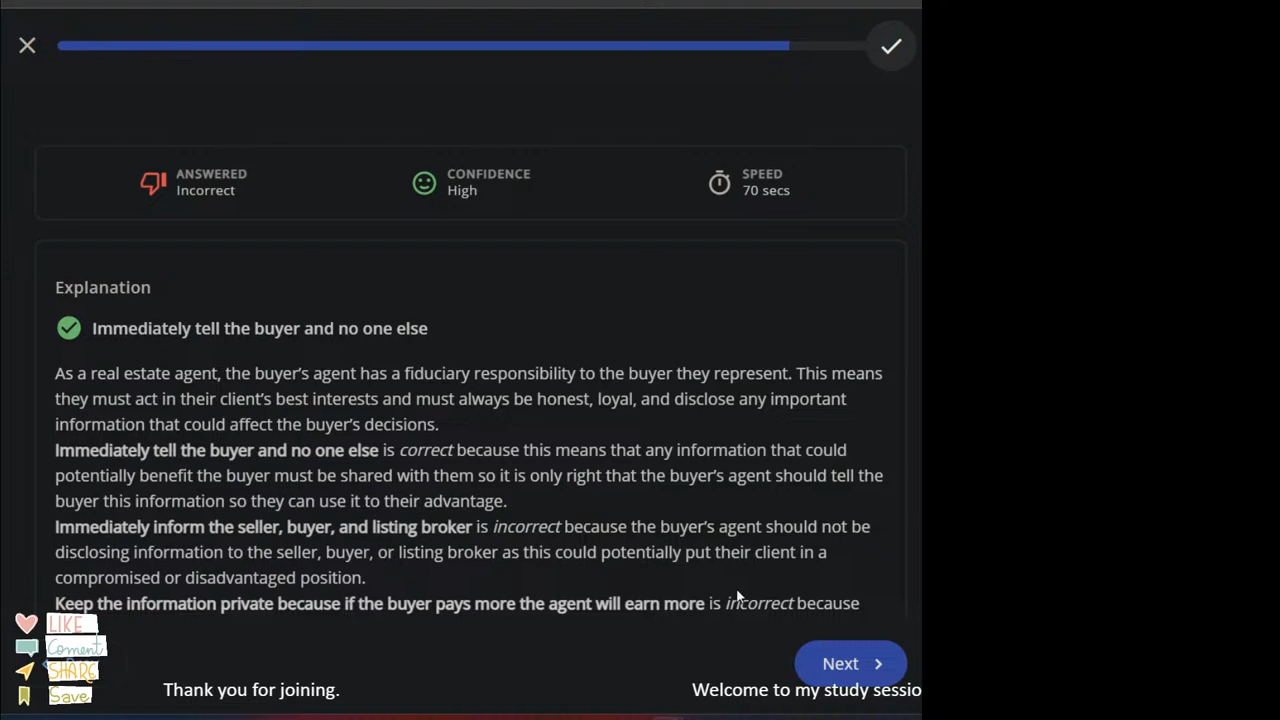 ANSWERED
Incorrect
CONFIDENCE
High
SPEED
70 secs
Explanation
Immediately tell the buyer and no one else
As a real estate agent, the buyer’s agent has a fiduciary responsibility to the buyer they represent. This means
they must act in their client’s best interests and must always be honest, loyal, and disclose any important
information that could affect the buyer’s decisions.
Immediately tell the buyer and no one else is correct because this means that any information that could
potentially benefit the buyer must be shared with them so it is only right that the buyer’s agent should tell the
buyer this information so they can use it to their advantage.
Immediately inform the seller, buyer, and listing broker is incorrect because the buyer’s agent should not be
disclosing information to the seller, buyer, or listing broker as this could potentially put their client in a
compromised or disadvantaged position.
Keep the information private because if the buyer pays more the agent will earn more is incorrect because
LIKE
Coment
SHARE
Save
Next
Thank you for joining.
Welcome to my study sessio